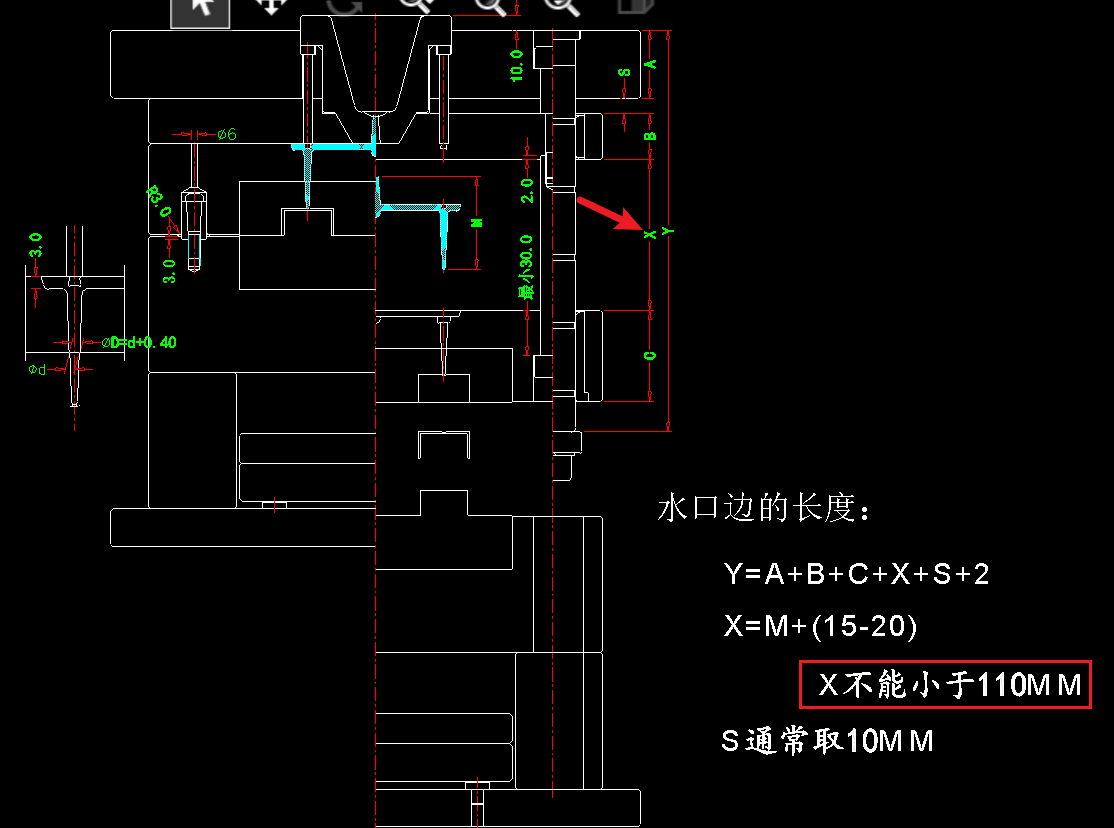 10.0
S
A
B
ø6
R3.0
2.0
M
X
Y
3.0
3.0
最小30.0
øD=d+0.40
ød
C
水口边的长度：
Y=A+B+C+X+S+2
X=M+(15-20)
X不能小于110MM
S通常取10MM